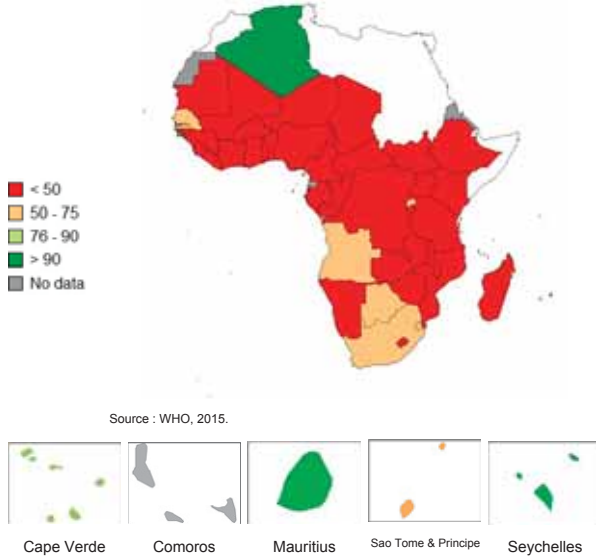 < 50
50 - 75
76 - 90
> 90
No data
Source : WHO, 2015.
Cape Verde
Comoros
Mauritius
Sao Tome & Principe
Seychelles